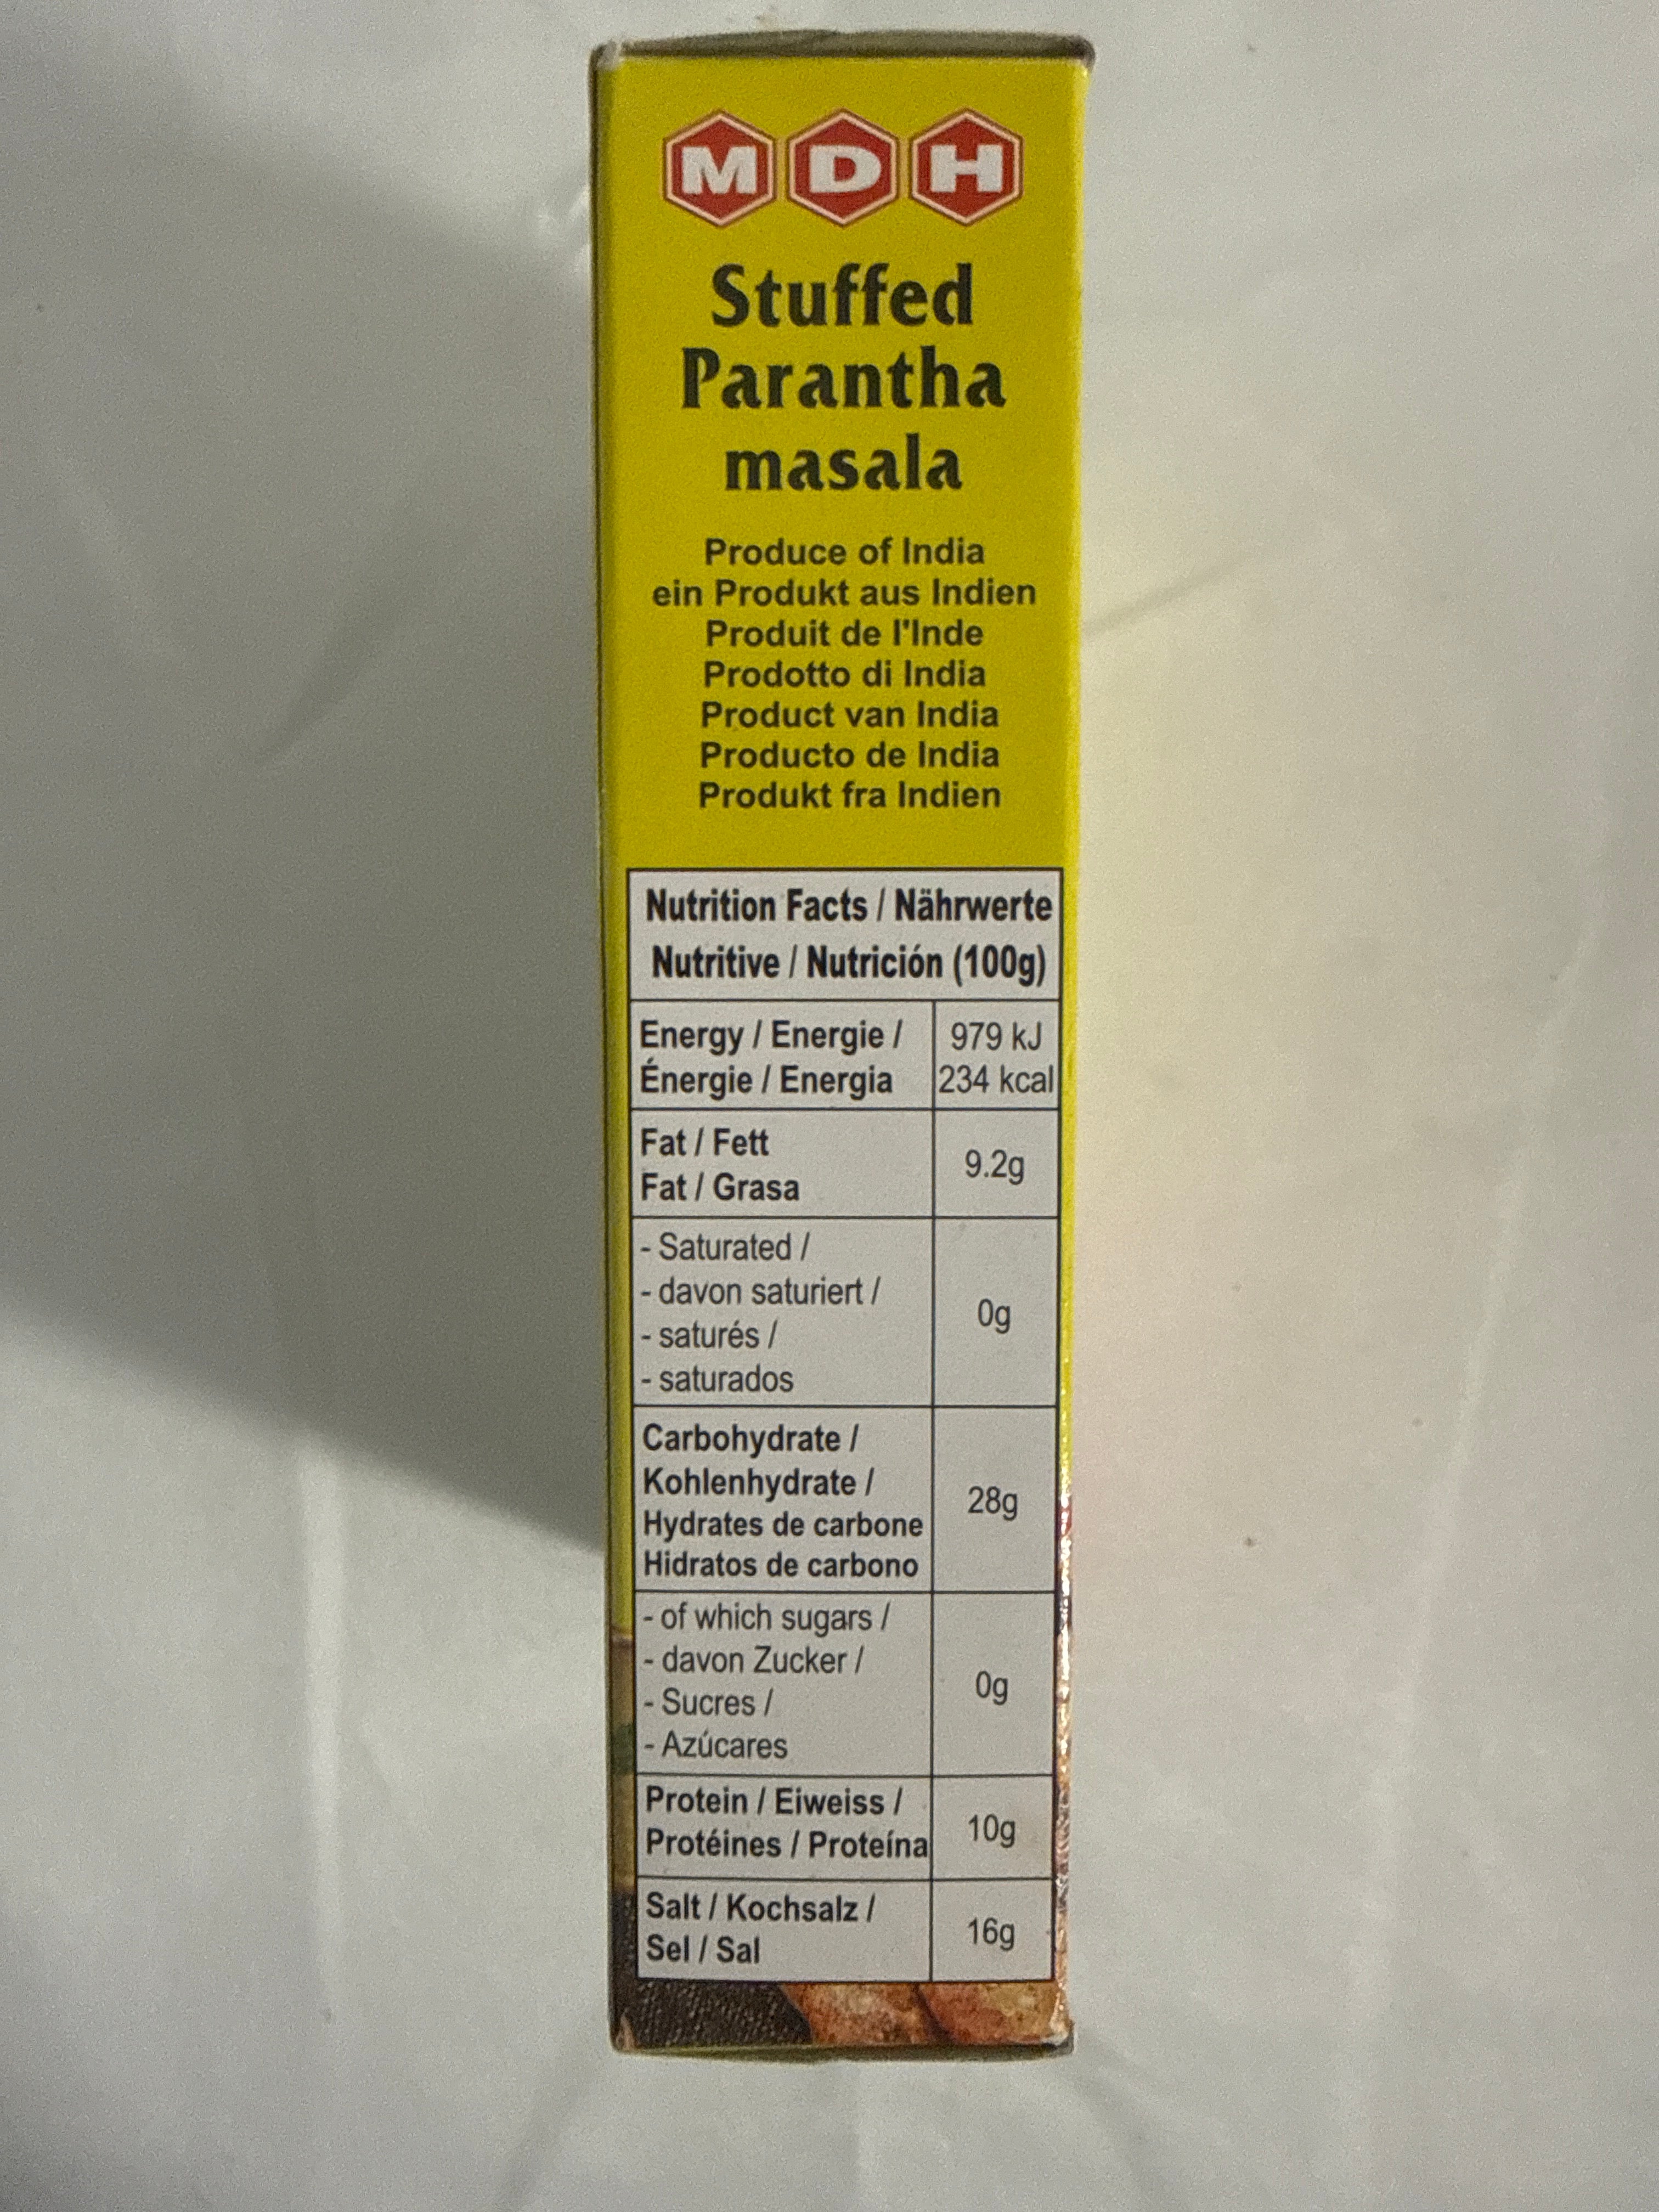 MDH
Stuffed
Parantha
masala
Produce of India
ein Produkt aus Indien
Produit de l'Inde
Prodotto di India
Product van India
Producto de India
Produkt fra Indien
Nutrition Facts / Nährwerte
Nutritive / Nutrición (100g)
Energy / Energie / 979 kJ
Énergie / Energia 234 kcal
Fat / Fett
Fat / Grasa
9.2g
- Saturated /
- davon saturiert /
- saturés /
- saturados
0g
Carbohydrate /
Kohlenhydrate /
Hydrates de carbone
Hidratos de carbono
28g
- of which sugars /
- davon Zucker /
- Sucres /
- Azúcares
0g
Protein / Eiweiss /
Protéines / Proteína
10g
Salt / Kochsalz /
Sel / Sal
16g